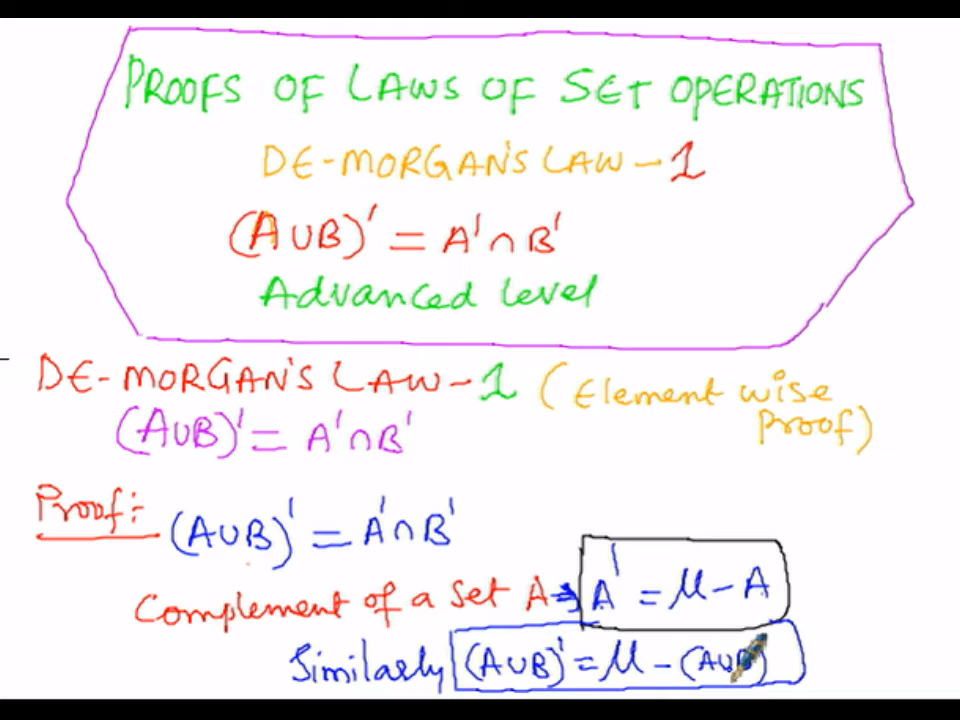 PROOFS OF LAWS OF SET OPERATIONS
DE-MORGAN'S LAW-1
(A∪B)' = A'∩B'
Advanced level
DE-MORGAN'S LAW-1 (Element wise
(A∪B)' = A'∩B' Proof)
Proof:
(A∪B)' = A'∩B'
Complement of a set A → A' = μ - A
Similarly (A∪B)' = μ - (A∪B)